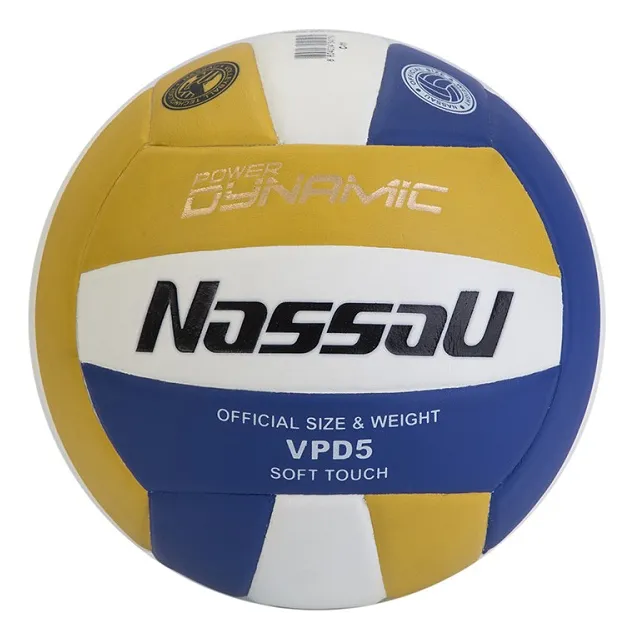 POWER
DYNAMIC
NASSAU
OFFICIAL SIZE & WEIGHT
VPD5
SOFT TOUCH